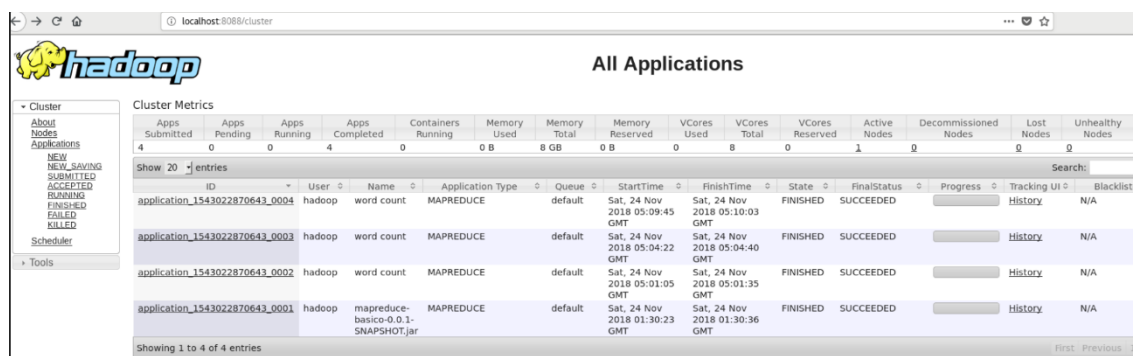 localhost:8088/cluster
hadoop
All Applications
Cluster
About
Nodes
Applications
NEW
NEW_SAVING
SUBMITTED
ACCEPTED
RUNNING
FINISHED
FAILED
KILLED
Scheduler
Tools
Cluster Metrics
Apps Submitted Apps Pending Apps Running Apps Completed Containers Running Memory Used Memory Total Memory Reserved VCores Used VCores Total VCores Reserved Active Nodes Decommissioned Nodes Lost Nodes Unhealthy Nodes
4 0 0 4 0 0 B 8 GB 0 B 0 8 0 1 0 0 0
Show 20 entries Search:
ID User Name Application Type Queue StartTime FinishTime State FinalStatus Progress Tracking UI Blacklist
application_1543022870643_0004 hadoop word count MAPREDUCE default Sat, 24 Nov 2018 05:09:45 GMT Sat, 24 Nov 2018 05:10:03 GMT FINISHED SUCCEEDED History N/A
application_1543022870643_0003 hadoop word count MAPREDUCE default Sat, 24 Nov 2018 05:04:22 GMT Sat, 24 Nov 2018 05:04:40 GMT FINISHED SUCCEEDED History N/A
application_1543022870643_0002 hadoop word count MAPREDUCE default Sat, 24 Nov 2018 05:01:05 GMT Sat, 24 Nov 2018 05:01:35 GMT FINISHED SUCCEEDED History N/A
application_1543022870643_0001 hadoop mapreduce-basico-0.0.1-SNAPSHOT.jar MAPREDUCE default Sat, 24 Nov 2018 01:30:23 GMT Sat, 24 Nov 2018 01:30:36 GMT FINISHED SUCCEEDED History N/A
Showing 1 to 4 of 4 entries First Previous